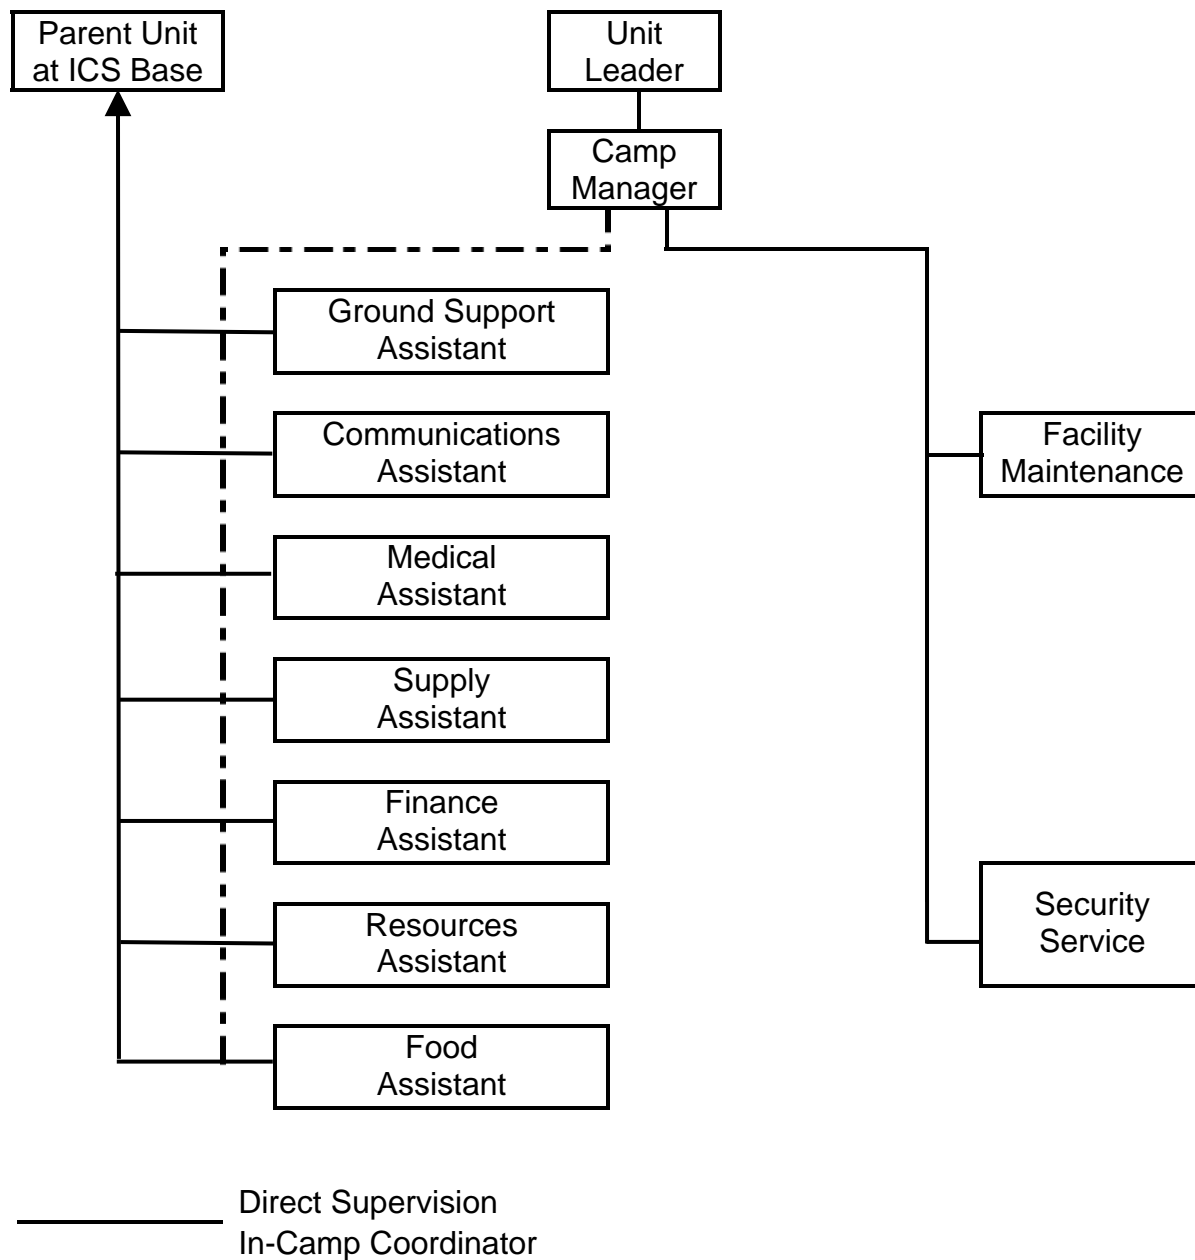 Parent Unit
at ICS Base
Unit
Leader
Camp
Manager
Ground Support
Assistant
Communications
Assistant
Medical
Assistant
Supply
Assistant
Finance
Assistant
Resources
Assistant
Food
Assistant
Facility
Maintenance
Security
Service
Direct Supervision
In-Camp Coordinator